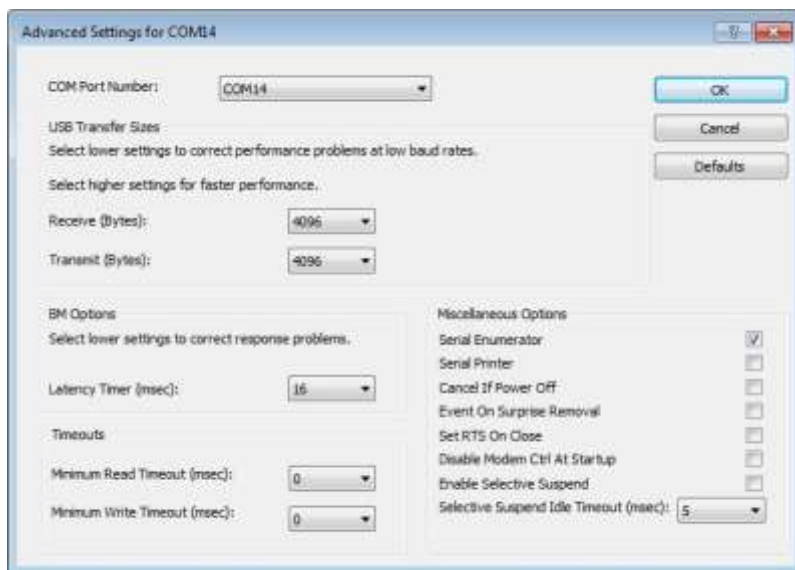 Advanced Settings for COM14
COM Port Number: COM14
OK
USB Transfer Sizes
Cancel
Select lower settings to correct performance problems at low baud rates.
Defaults
Select higher settings for faster performance.
Receive (Bytes): 4096
Transmit (Bytes): 4096
BM Options
Select lower settings to correct response problems.
Latency Timer (msec): 16
Timeouts
Minimum Read Timeout (msec): 0
Minimum Write Timeout (msec): 0
Miscellaneous Options
Serial Enumerator
Serial Printer
Cancel If Power Off
Event On Surprise Removal
Set RTS On Close
Disable Modem Ctrl At Startup
Enable Selective Suspend
Selective Suspend Idle Timeout (msec): 5